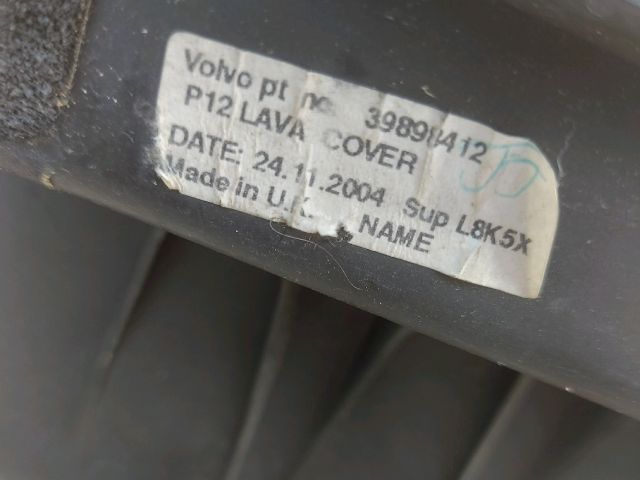 Volvo pt no. 39898412
P12 LAVA COVER
DATE: 24.11.2004 Sup L8K5X
Made in U.K. NAME